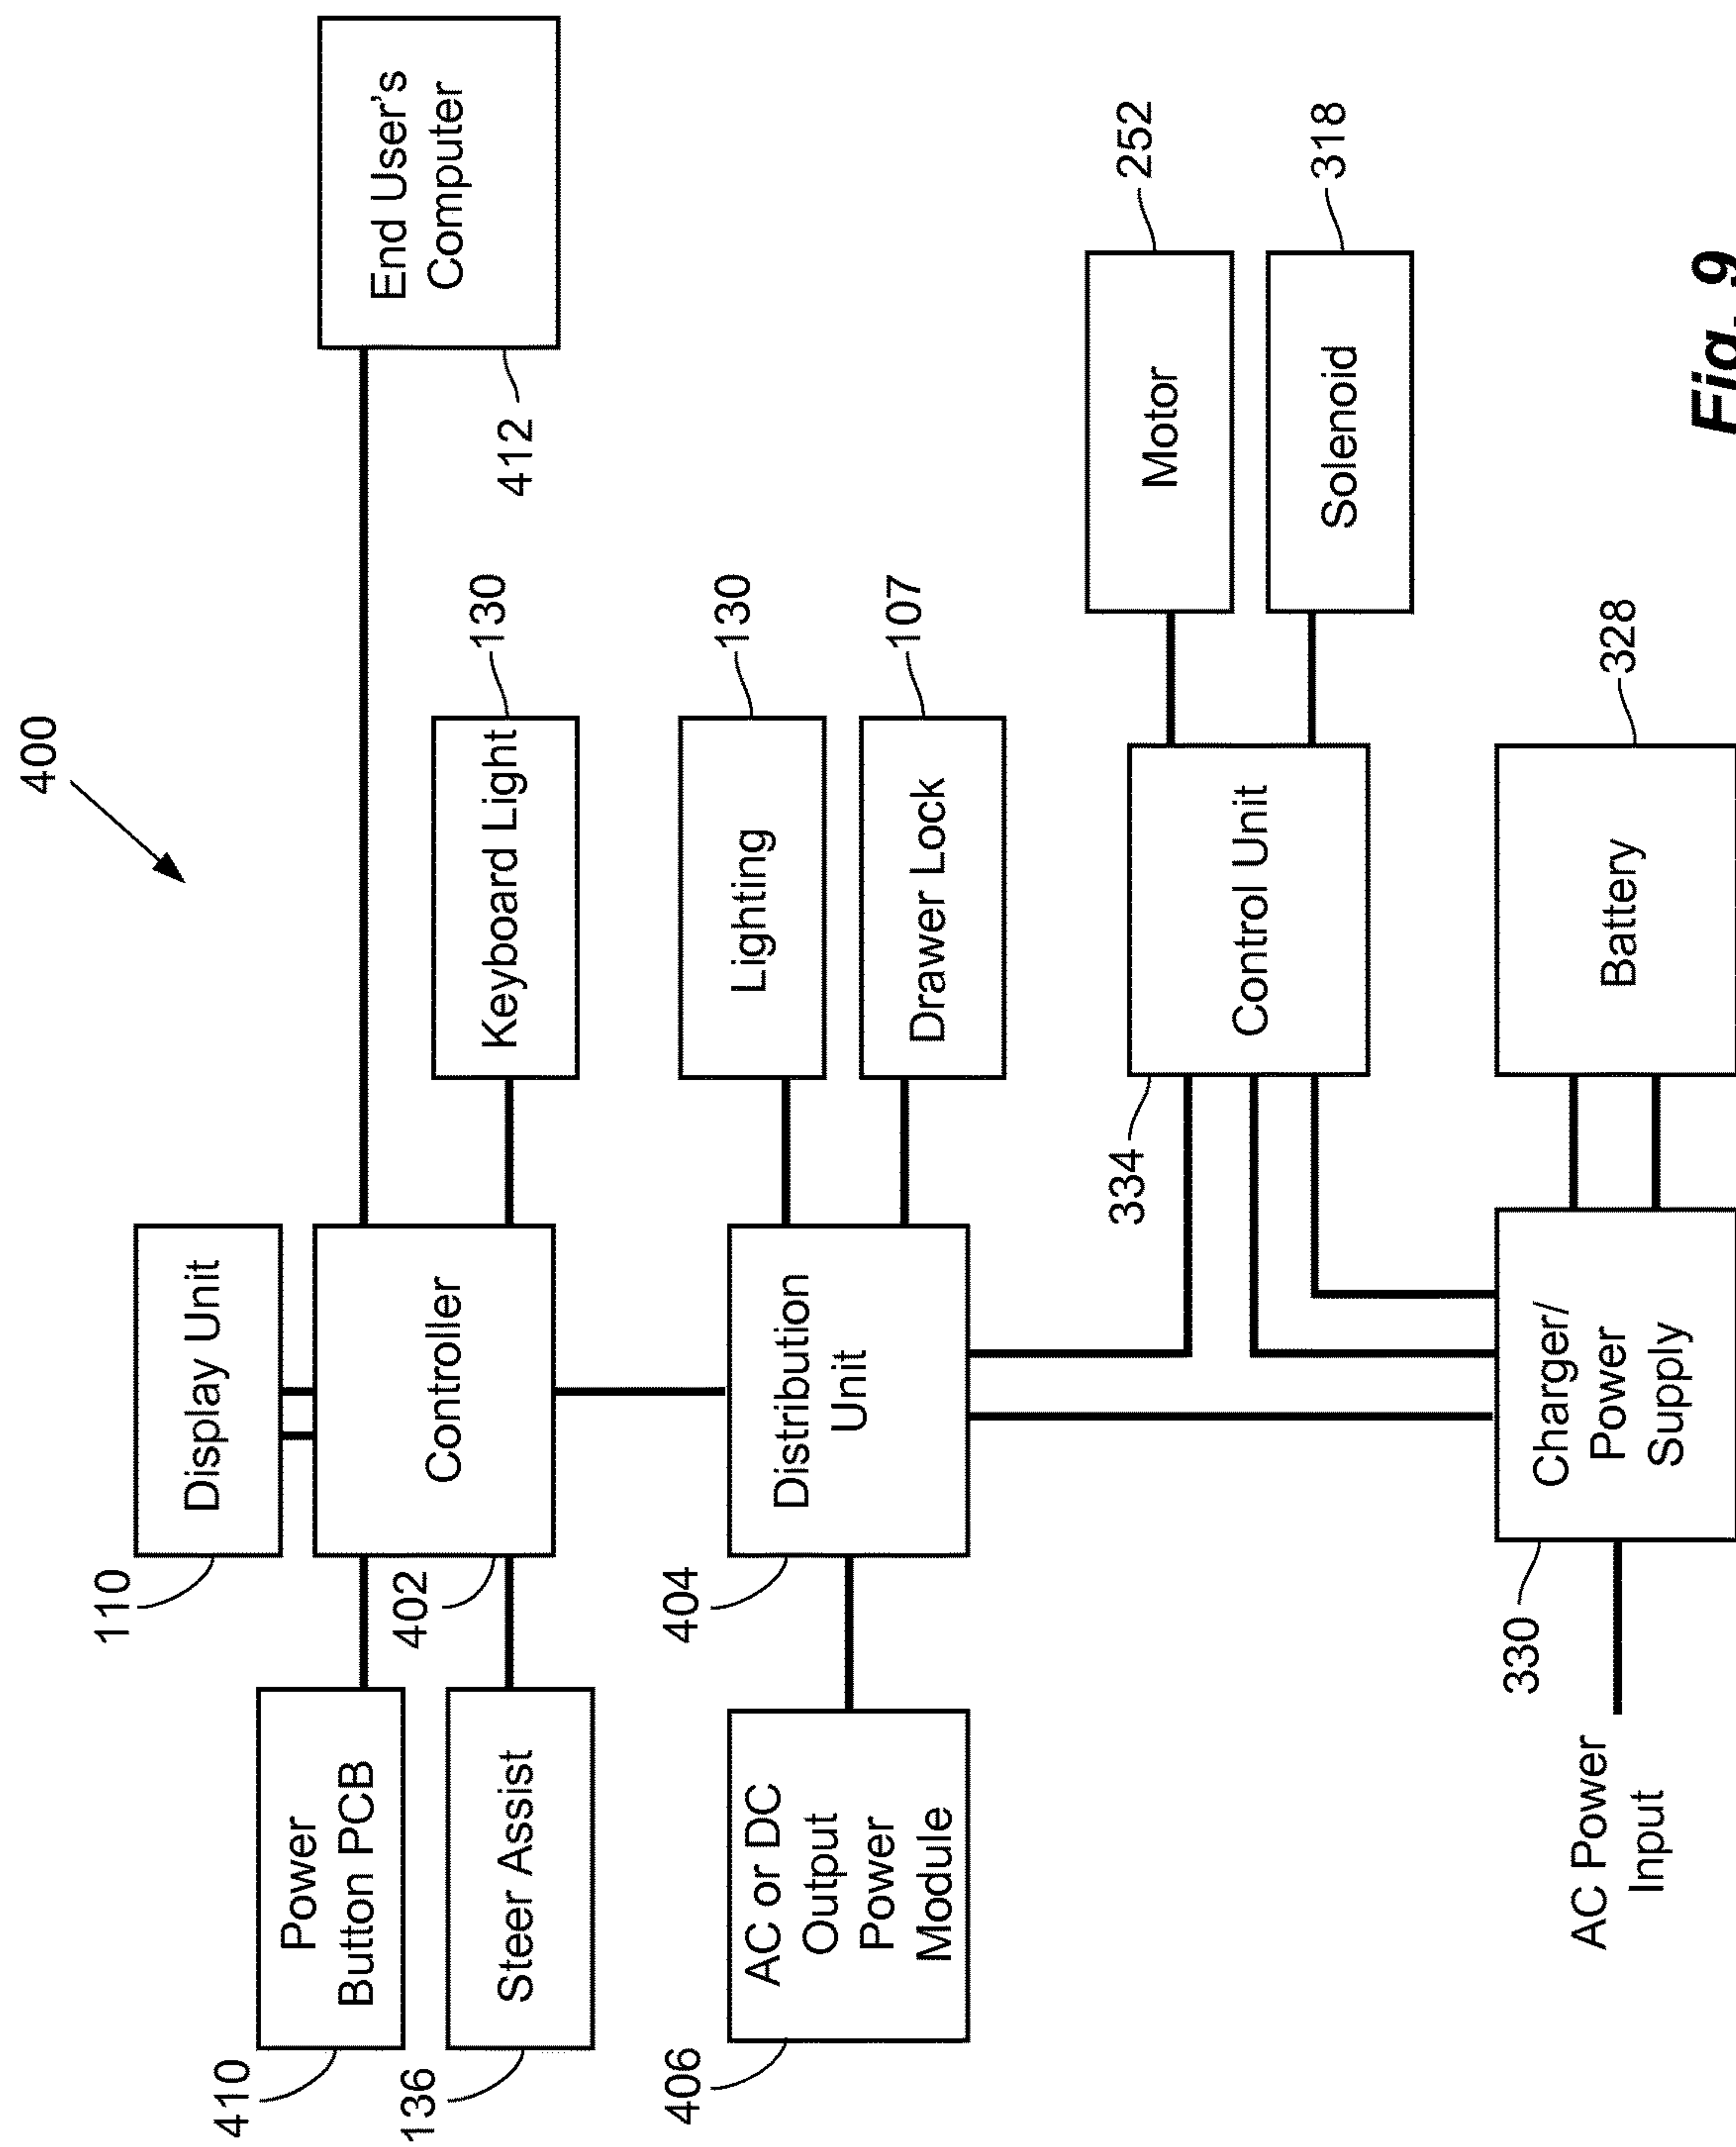 400
110
Display Unit
410
Power
Button PCB
402
Controller
End User's
Computer
412
136
Steer Assist
Keyboard Light
130
406
AC or DC
Output
Power
Module
404
Distribution
Unit
Lighting
130
Drawer Lock
107
334
Control Unit
Motor
252
Solenoid
318
AC Power
Input
330
Charger/
Power
Supply
Battery
328
Fig. 9